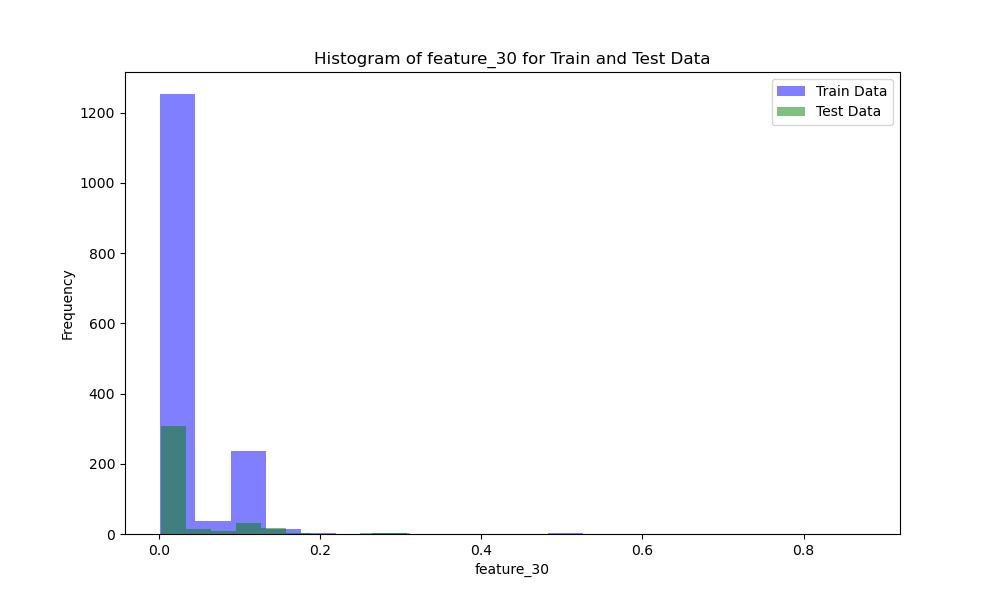 Histogram of feature_30 for Train and Test Data
Train Data
Test Data
Frequency
1200
1000
800
600
400
200
0
0.0 0.2 0.4 0.6 0.8
feature_30